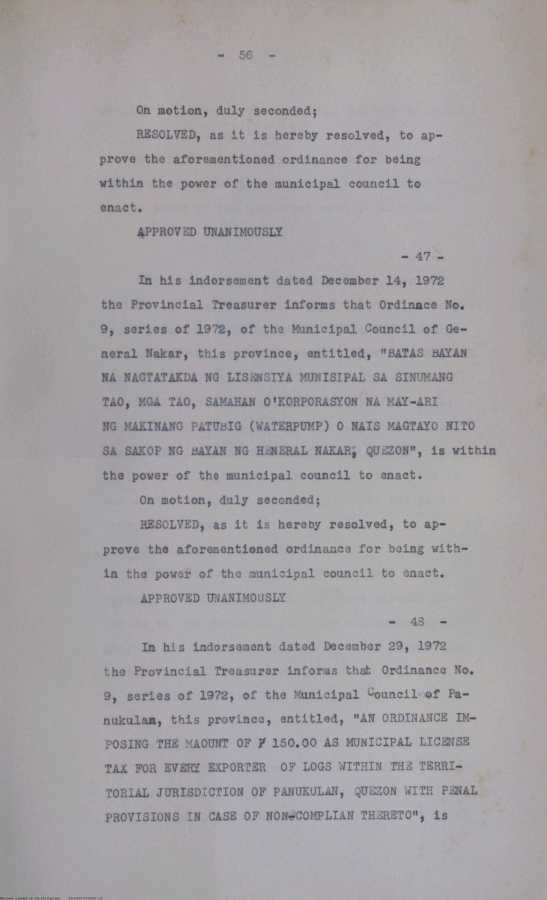 - 56 -
On motion, duly seconded;
RESOLVED, as it is hereby resolved, to ap-
prove the aforementioned ordinance for being
within the power of the municipal council to
enact.
APPROVED UNANIMOUSLY
- 47 -
In his indorsement dated December 14, 1972
the Provincial Treasurer informs that Ordinace No.
9, series of 1972, of the Municipal Council of Ge-
neral Nakar, this province, entitled, "BATAS BAYAN
NA NAGTATAKDA NG LISENSIYA MUNISIPAL SA SINUMANG
TAO, MGA TAO, SAMAHAN O'KORPORASYON NA MAY-ARI
NG MAKINANG PATUBIG (WATERPUMP) O NAIS MAGTAYO NITO
SA SAKOP NG BAYAN NG HENERAL NAKAR, QUEZON", is within
the power of the municipal council to enact.
On motion, duly seconded;
RESOLVED, as it is hereby resolved, to ap-
prove the aforementioned ordinance for being with-
in the power of the municipal council to enact.
APPROVED UNANIMOUSLY
- 48 -
In his indorsement dated December 29, 1972
the Provincial Treasurer informs that Ordinance No.
9, series of 1972, of the Municipal Council of Pa-
nukulan, this province, entitled, "AN ORDINANCE IM-
POSING THE MAOUNT OF ₱ 150.00 AS MUNICIPAL LICENSE
TAX FOR EVERY EXPORTER OF LOGS WITHIN THE TERRI-
TORIAL JURISDICTION OF PANUKULAN, QUEZON WITH PENAL
PROVISIONS IN CASE OF NON-COMPLIAN THERETO", is